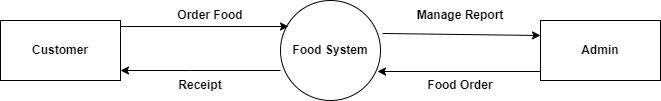 Order Food
Manage Report
Customer
Food System
Admin
Receipt
Food Order